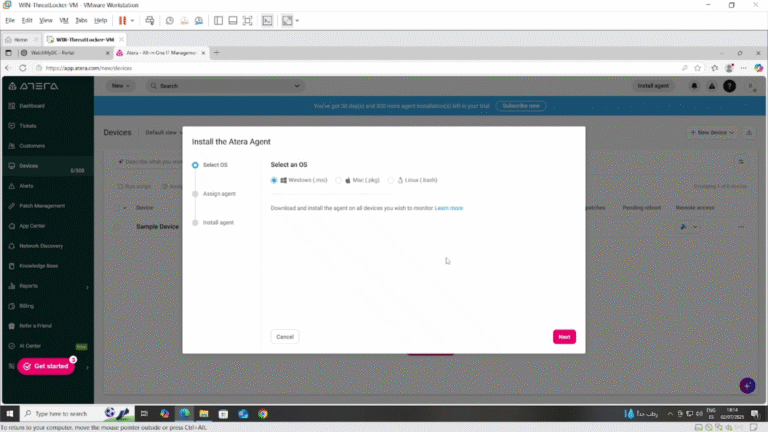 WIN-ThreatLocker-VM - VMware Workstation
File Edit View VM Tabs Help
Home
WIN-ThreatLocker-VM
WatchMyDC - Portal
Atera - All-in-One IT Management
https://app.atera.com/new/devices
ATERA
New
Search
Install agent
You've got 30 day(s) and 300 more agent installation(s) left in your trial
Subscribe now
Dashboard
Tickets
Customers
Devices
0/300
Alerts
Patch Management
App Center
Network Discovery
Knowledge Base
Reports
Billing
Refer a Friend
AI Center
New
Get started
3
Devices
Default view
New device
Describe what you
Run script
Displaying 1 of 0 devices
Device
patches
Pending reboot
Remote access
Sample Device
Install the Atera Agent
Select OS
Assign agent
Install agent
Select an OS
Windows (.msi)
Mac (.pkg)
Linux (.bash)
Download and install the agent on all devices you wish to monitor Learn more
Cancel
Next
Type here to search
رطب جداً
ENG
ES
18:14
02/07/2025
To return to your computer, move the mouse pointer outside or press Ctrl+Alt.